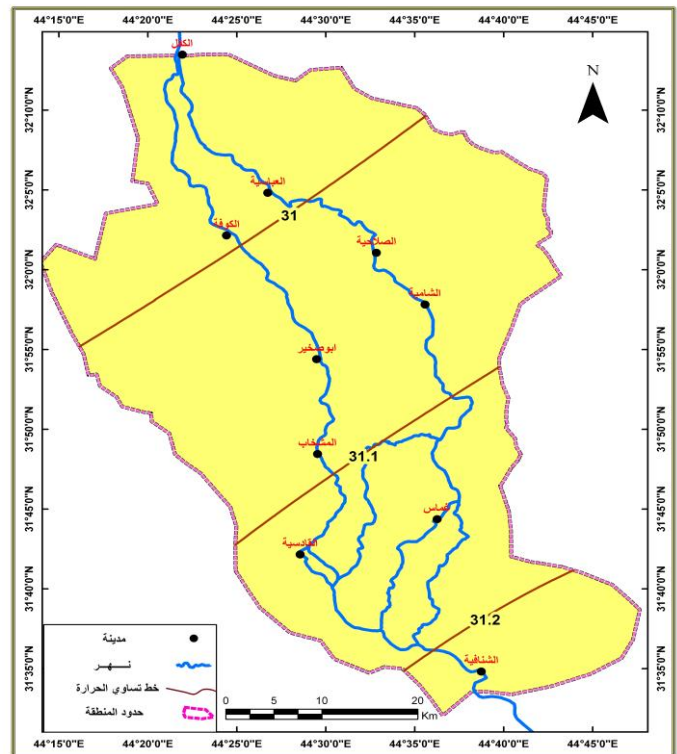 44°15'0"E 44°20'0"E 44°25'0"E 44°30'0"E 44°35'0"E 44°40'0"E 44°45'0"E
الكفل
N
32°10'0"N 32°10'0"N
32°5'0"N 32°5'0"N
العباسية
31
الكوفة
الصلاحية
32°0'0"N 32°0'0"N
الشامية
31°55'0"N 31°55'0"N
ابوصخير
31°50'0"N 31°50'0"N
المشخاب
31.1
31°45'0"N 31°45'0"N
غماس
القادسية
31°40'0"N 31°40'0"N
31.2
31°35'0"N 31°35'0"N
الشنافية
مدينة
نـــهـــر
خط تساوي الحرارة
حدود المنطقة
0 5 10 20
Km
44°15'0"E 44°20'0"E 44°25'0"E 44°30'0"E 44°35'0"E 44°40'0"E 44°45'0"E